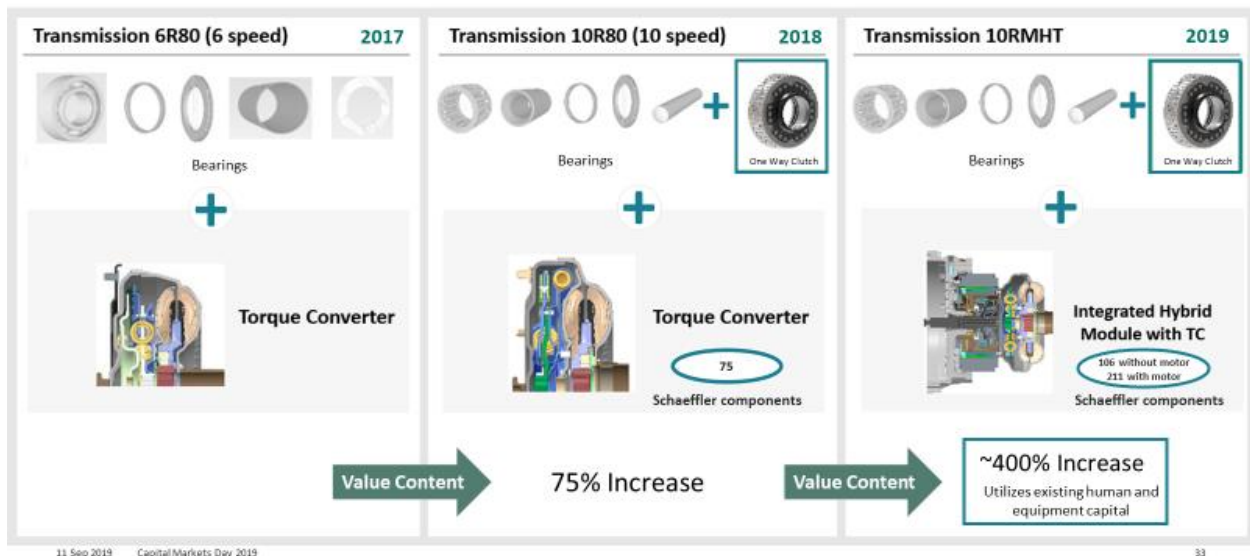 Transmission 6R80 (6 speed) 2017
Bearings
Torque Converter
Transmission 10R80 (10 speed) 2018
Bearings
One Way Clutch
Torque Converter
75
Schaeffler components
Transmission 10RMHT 2019
Bearings
One Way Clutch
Integrated Hybrid
Module with TC
106 without motor
211 with motor
Schaeffler components
Value Content
75% Increase
Value Content
~400% Increase
Utilizes existing human and
equipment capital
11 Sep 2019 Capital Markets Day 2019
33